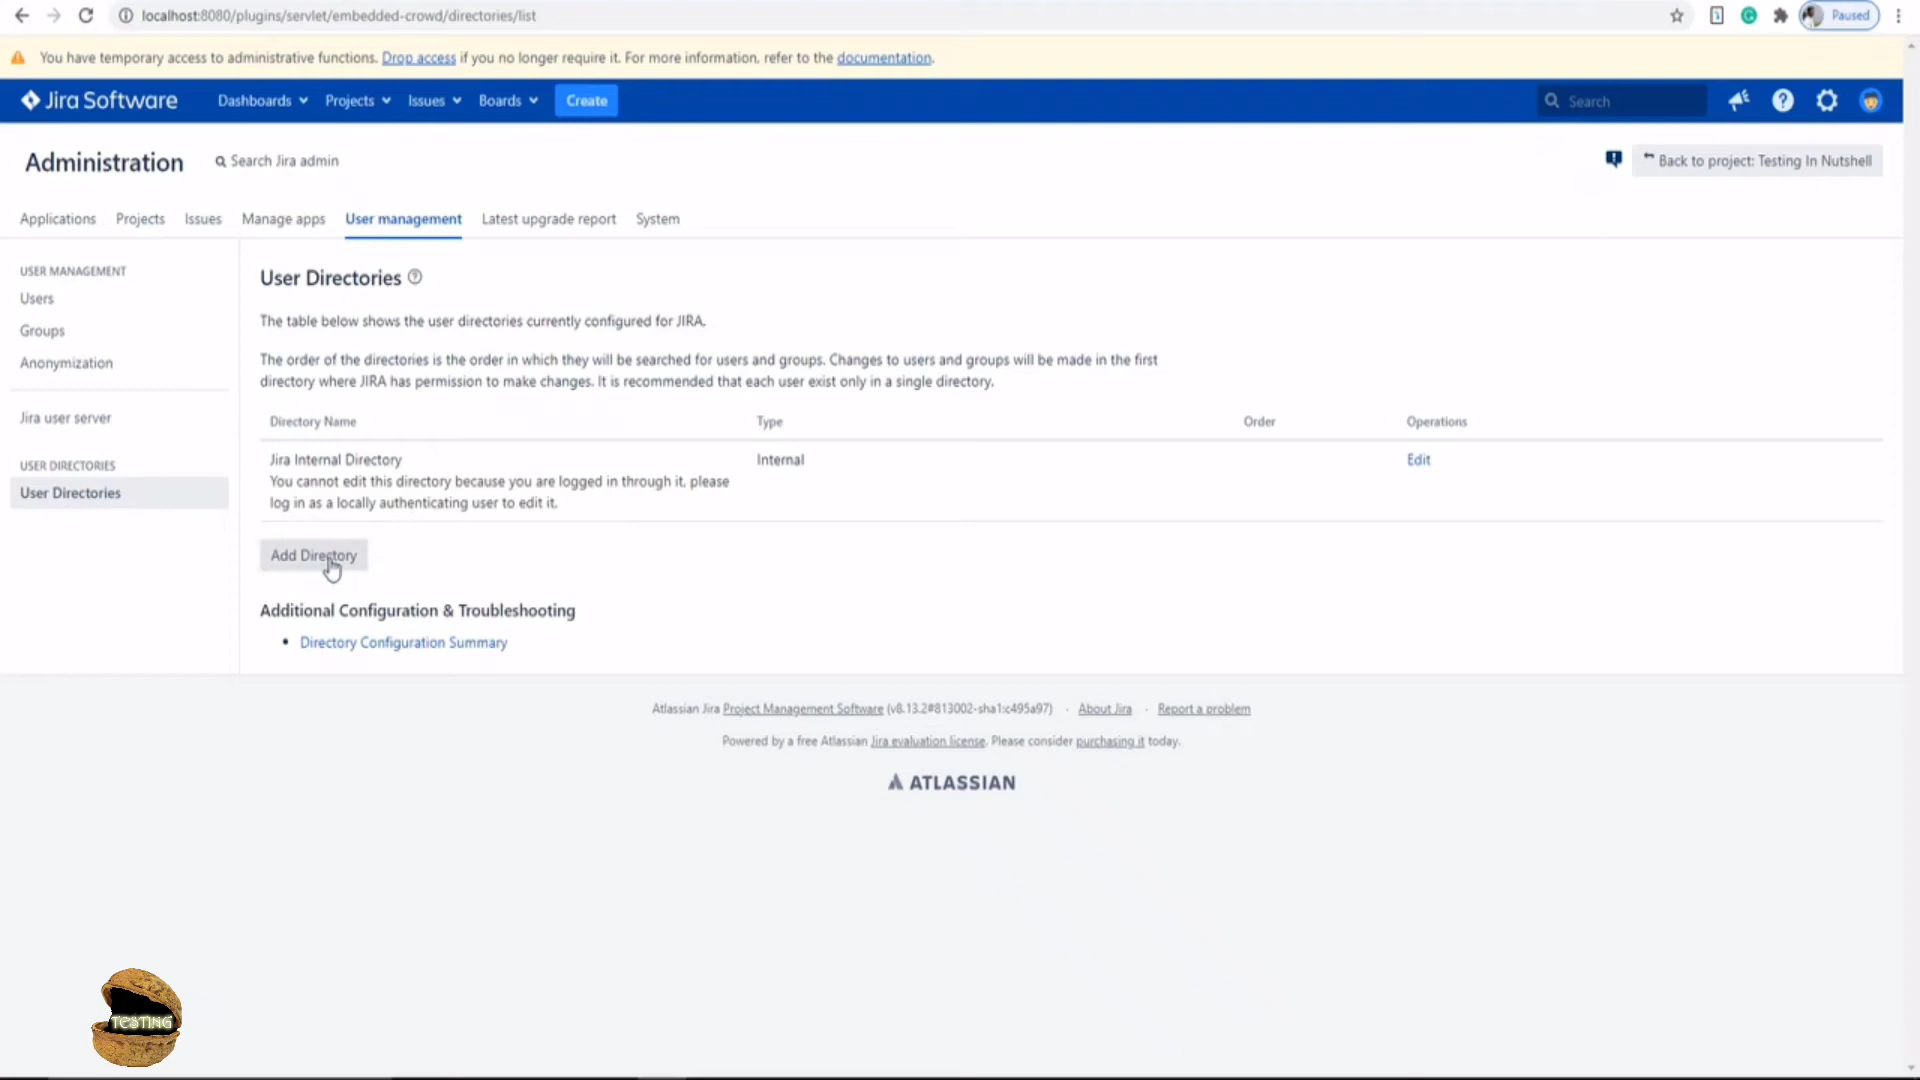 localhost:8080/plugins/servlet/embedded-crowd/directories/list
Paused
You have temporary access to administrative functions. Drop access if you no longer require it. For more information, refer to the documentation.
Jira Software
Dashboards
Projects
Issues
Boards
Create
Search
Administration
Search Jira admin
Back to project: Testing In Nutshell
Applications
Projects
Issues
Manage apps
User management
Latest upgrade report
System
USER MANAGEMENT
Users
Groups
Anonymization
Jira user server
USER DIRECTORIES
User Directories
User Directories
The table below shows the user directories currently configured for JIRA.
The order of the directories is the order in which they will be searched for users and groups. Changes to users and groups will be made in the first
directory where JIRA has permission to make changes. It is recommended that each user exist only in a single directory.
Directory Name
Type
Order
Operations
Jira Internal Directory
Internal
Edit
You cannot edit this directory because you are logged in through it, please
log in as a locally authenticating user to edit it.
Add Directory
Additional Configuration & Troubleshooting
• Directory Configuration Summary
Atlassian Jira Project Management Software (v8.13.2#813002-sha1:c495a97) · About Jira · Report a problem
Powered by a free Atlassian Jira evaluation license. Please consider purchasing it today.
ATLASSIAN
TESTING